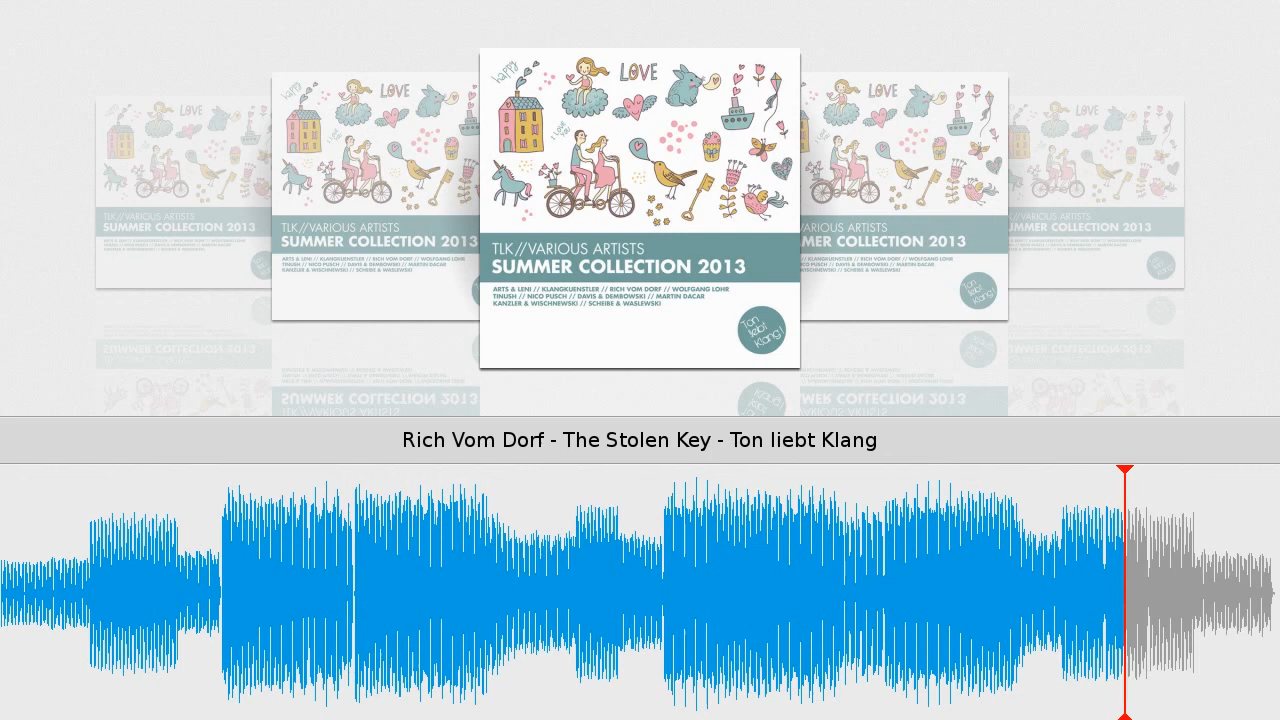 happy
LOVE
I LOVE
YOU
TLK//VARIOUS ARTISTS
SUMMER COLLECTION 2013
ARTS & LENI // KLANGKUENSTLER // RICH VOM DORF // WOLFGANG LOHR
TINUSH // NICO PUSCH // DAVIS & DEMBOWSKI // MARTIN DACAR
KANZLER & WISCHNEWSKI // SCHEIBE & WASLEWSKI
Ton
liebt
Klang!
Rich Vom Dorf - The Stolen Key - Ton liebt Klang